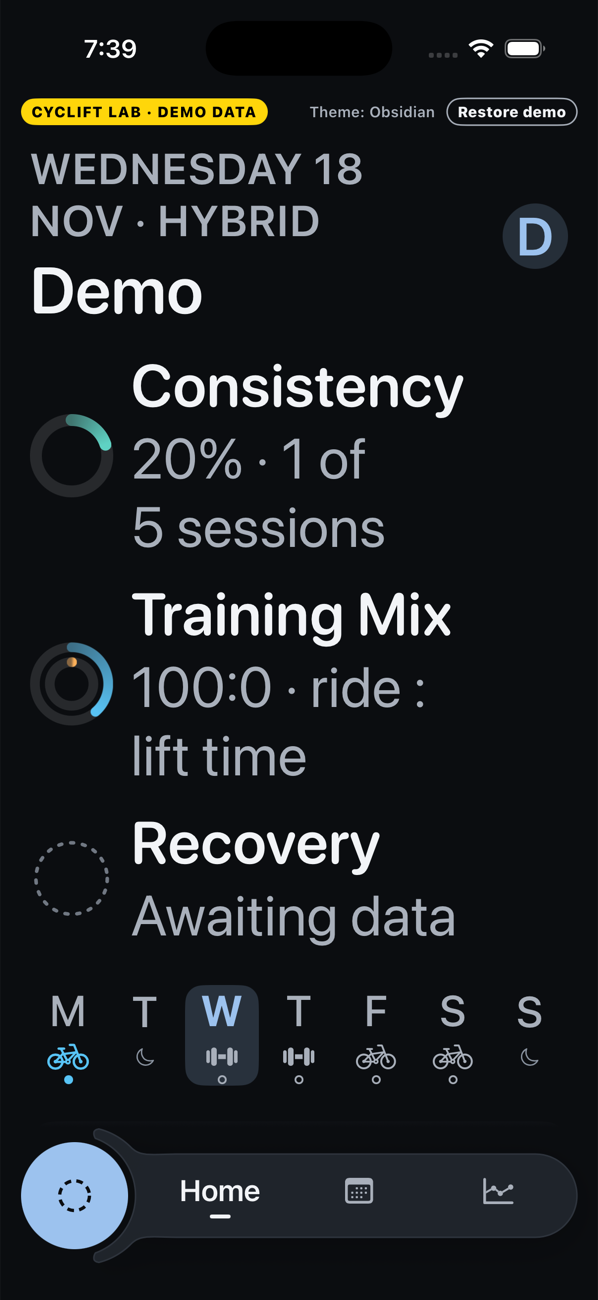 7:39
CYCLIFT LAB · DEMO DATA
Theme: Obsidian
Restore demo
WEDNESDAY 18
NOV · HYBRID
D
Demo
Consistency
20% · 1 of
5 sessions
Training Mix
100:0 · ride :
lift time
Recovery
Awaiting data
M T W T F S S
Home